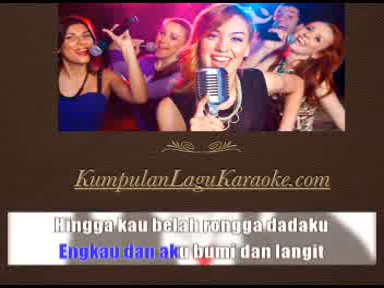 KumpulanLaguKaraoke.com
Hingga kau belah rongga dadaku
Engkau dan aku bumi dan langit